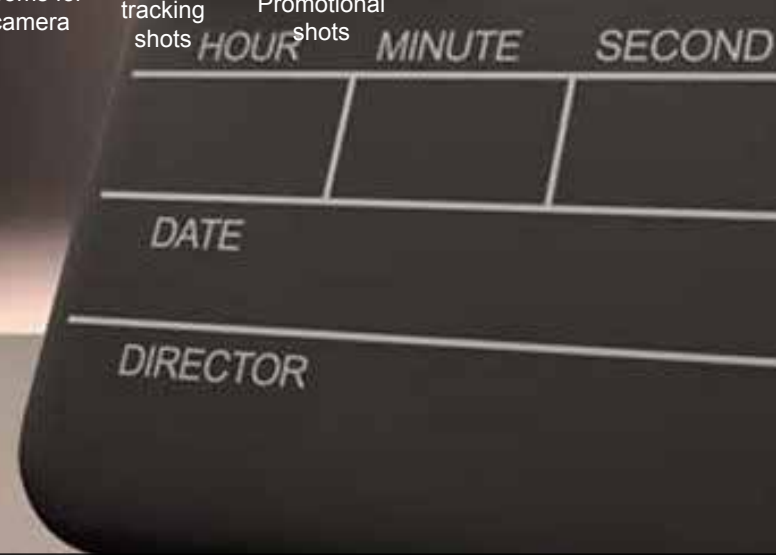 camera
tracking
shots
Promotional
shots
HOUR MINUTE SECOND
DATE
DIRECTOR